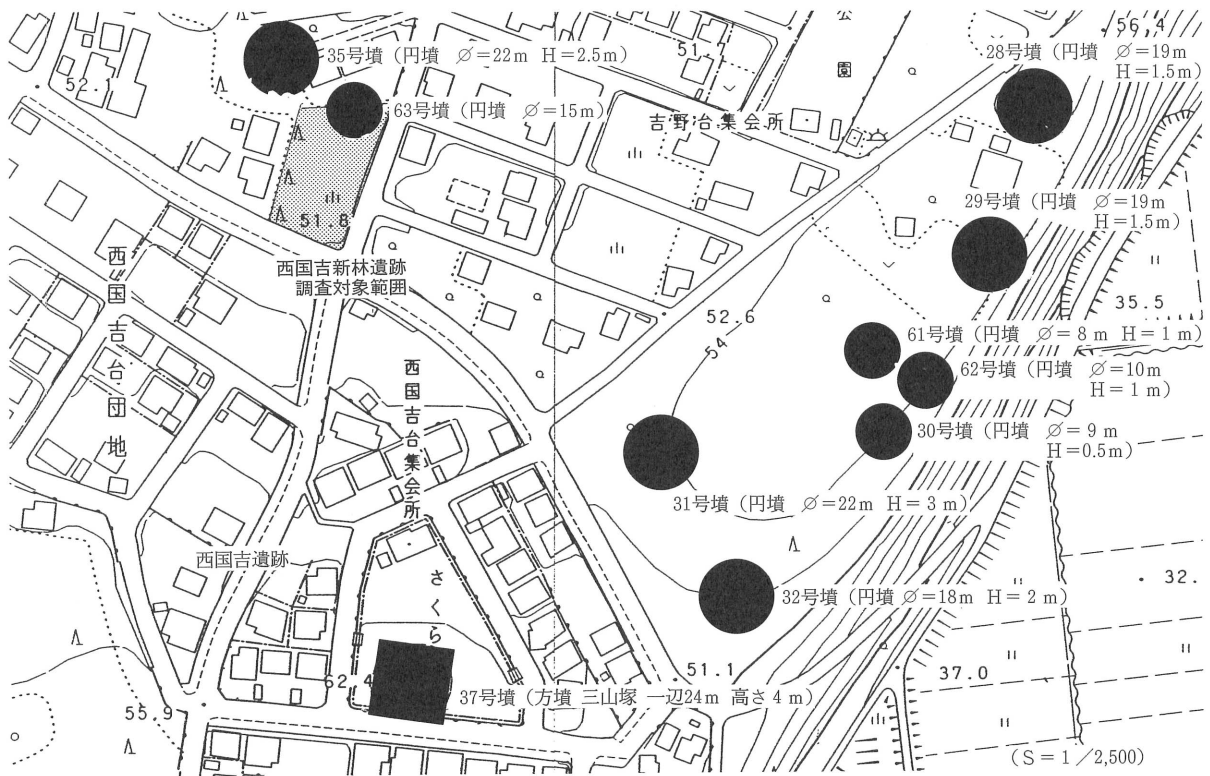 56.4
51.7
公園
28号墳（円墳 ∅＝19m
H＝1.5m）
35号墳（円墳 ∅＝22m H＝2.5m）
52.1
63号墳（円墳 ∅＝15m）
吉野台集会所
29号墳（円墳 ∅＝19m
H＝1.5m）
51.8
西国吉新林遺跡
調査対象範囲
西国吉台団地
35.5
52.6
54
61号墳（円墳 ∅＝8m H＝1m）
62号墳（円墳 ∅＝10m
H＝1m）
30号墳（円墳 ∅＝9m
H＝0.5m）
西国吉台集会所
31号墳（円墳 ∅＝22m H＝3m）
西国吉遺跡
さくら
32.
32号墳（円墳 ∅＝18m H＝2m）
51.1
37.0
62.4
37号墳（方墳 三山塚 一辺24m 高さ4m）
55.9
（S＝1／2,500）